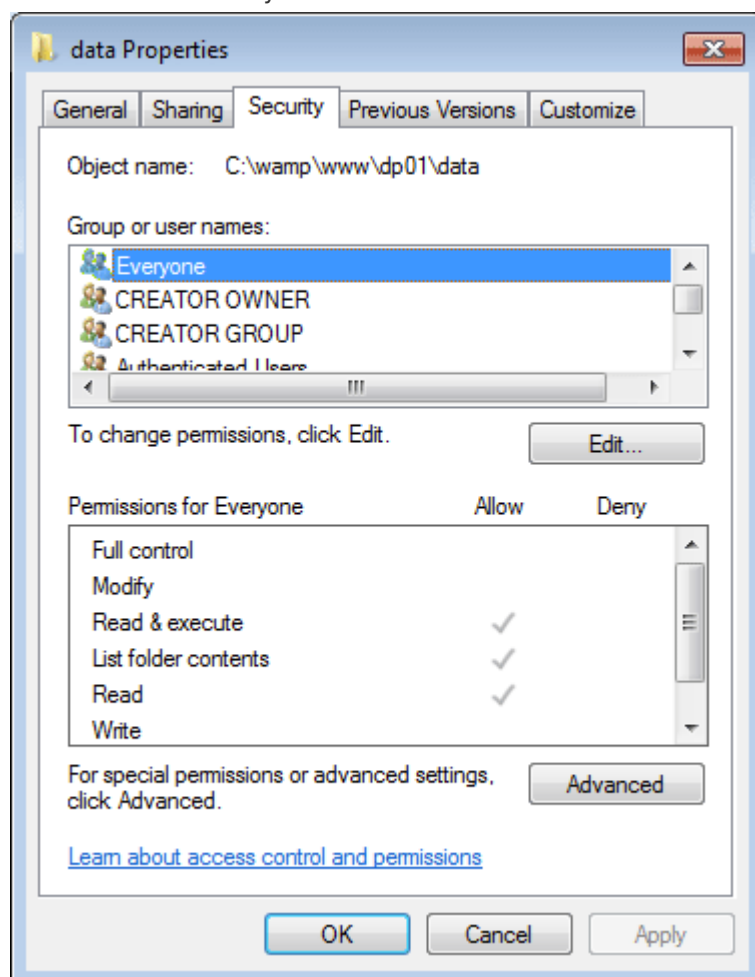 data Properties
General Sharing Security Previous Versions Customize
Object name: C:\wamp\www\dp01\data
Group or user names:
Everyone
CREATOR OWNER
CREATOR GROUP
Authenticated Users
To change permissions, click Edit.
Edit...
Permissions for Everyone Allow Deny
Full control
Modify
Read & execute
List folder contents
Read
Write
For special permissions or advanced settings,
click Advanced.
Advanced
Learn about access control and permissions
OK Cancel Apply